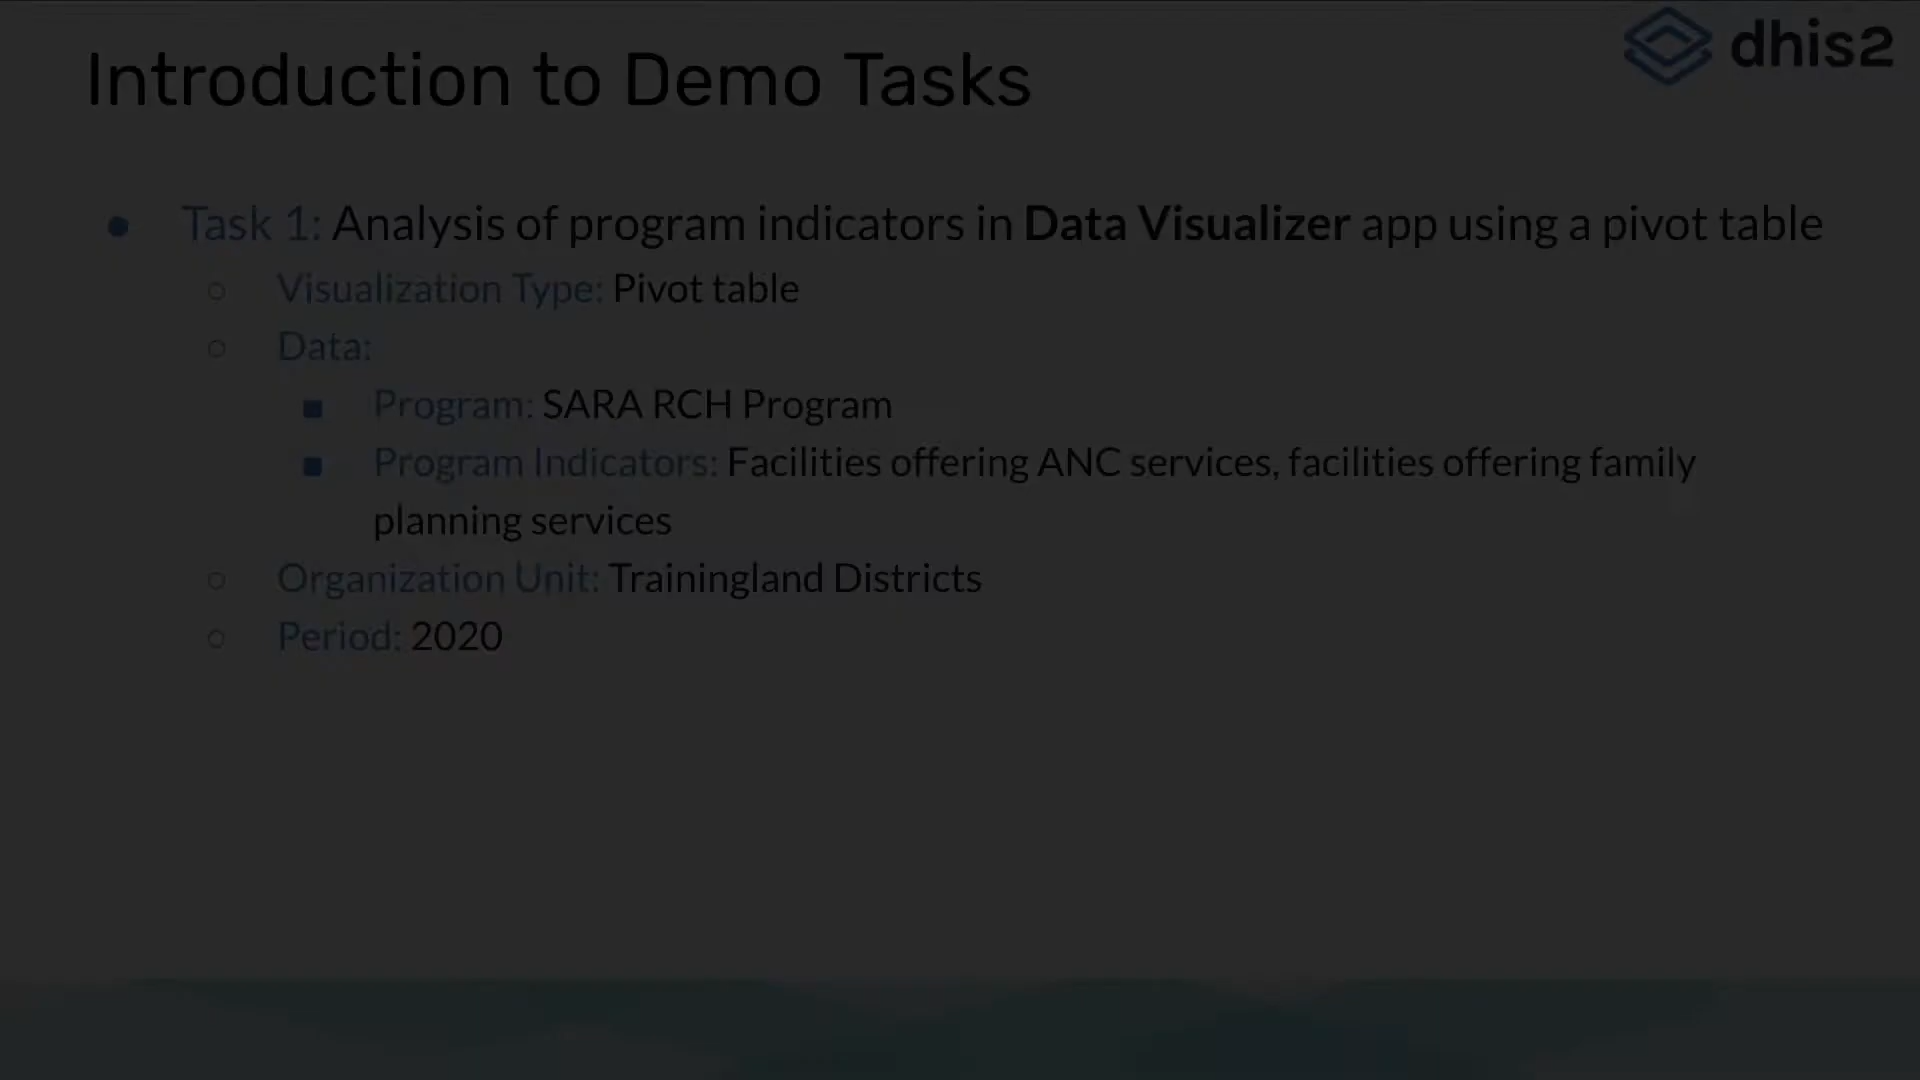 dhis2
Introduction to Demo Tasks
Task 1: Analysis of program indicators in Data Visualizer app using a pivot table
Visualization Type: Pivot table
Data:
Program: SARA RCH Program
Program Indicators: Facilities offering ANC services, facilities offering family
planning services
Organization Unit: Trainingland Districts
Period: 2020